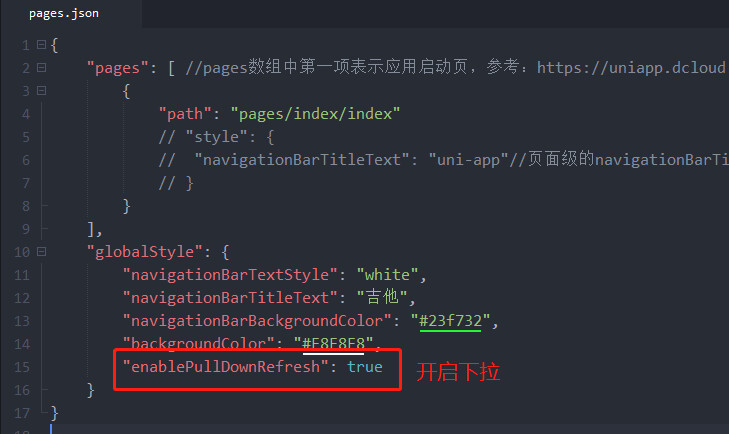 pages.json
1 {
2 "pages": [ //pages数组中第一项表示应用启动页，参考：https://uniapp.dcloud
3 {
4 "path": "pages/index/index"
5 // "style": {
6 // "navigationBarTitleText": "uni-app"//页面级的navigationBarTi
7 // }
8 }
9 ],
10 "globalStyle": {
11 "navigationBarTextStyle": "white",
12 "navigationBarTitleText": "吉他",
13 "navigationBarBackgroundColor": "#23f732",
14 "backgroundColor": "#F8F8F8",
15 "enablePullDownRefresh": true 开启下拉
16 }
17 }
18